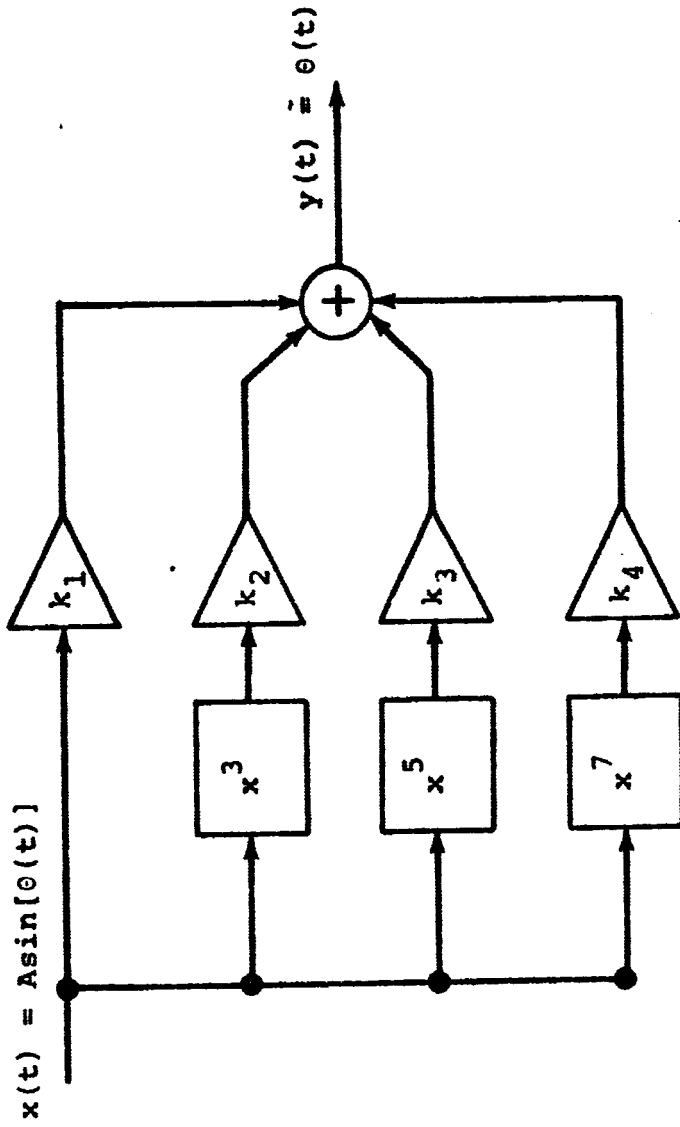 x(t) = Asin[θ(t)]
k₁
x³
k₂
+
y(t) ≅ θ(t)
x⁵
k₃
x⁷
k₄